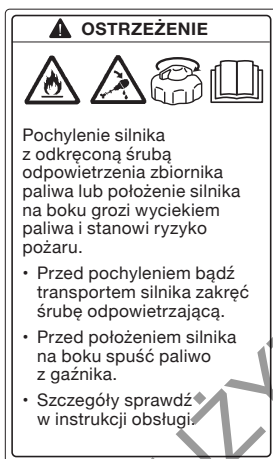 OSTRZEŻENIE
Pochylenie silnika
z odkręconą śrubą
odpowietrzenia zbiornika
paliwa lub położenie silnika
na boku grozi wyciekiem
paliwa i stanowi ryzyko
pożaru.
• Przed pochyleniem bądź
transportem silnika zakręć
śrubę odpowietrzającą.
• Przed położeniem silnika
na boku spuść paliwo
z gaźnika.
• Szczegóły sprawdź
w instrukcji obsługi.